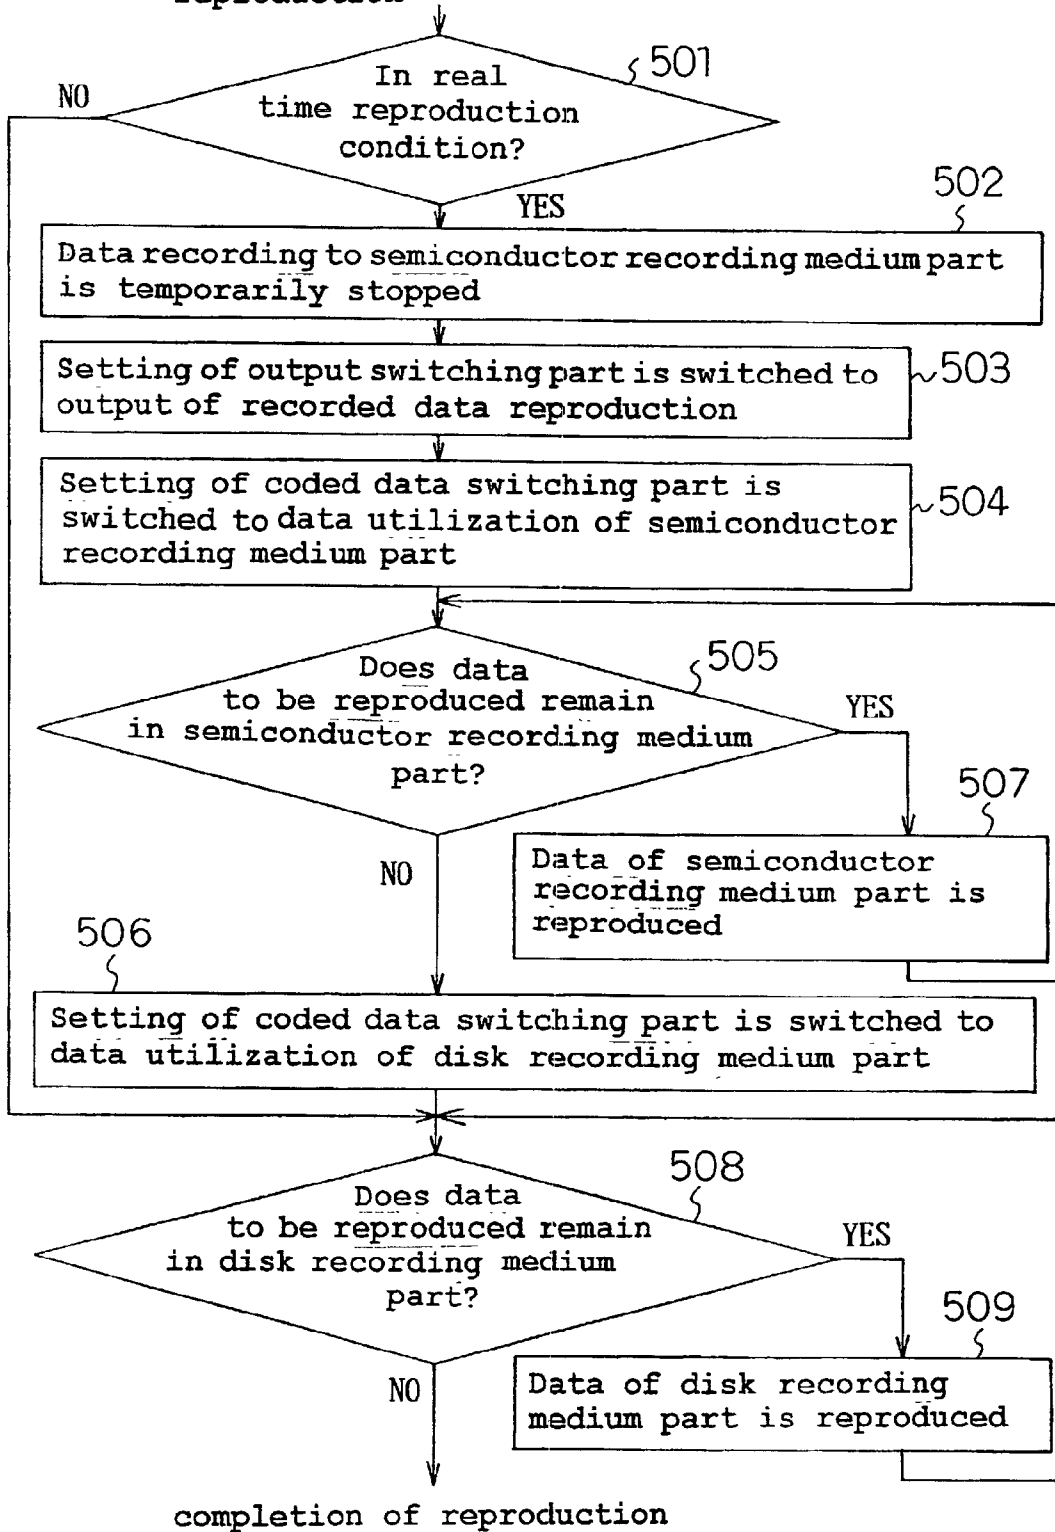 reproduction
501
In real
time reproduction
condition?
NO
YES
502
Data recording to semiconductor recording medium part
is temporarily stopped
Setting of output switching part is switched to
output of recorded data reproduction
503
Setting of coded data switching part is
switched to data utilization of semiconductor
recording medium part
504
505
Does data
to be reproduced remain
in semiconductor recording medium
part?
YES
NO
507
Data of semiconductor
recording medium part is
reproduced
506
Setting of coded data switching part is switched to
data utilization of disk recording medium part
508
Does data
to be reproduced remain
in disk recording medium
part?
YES
NO
509
Data of disk recording
medium part is reproduced
completion of reproduction